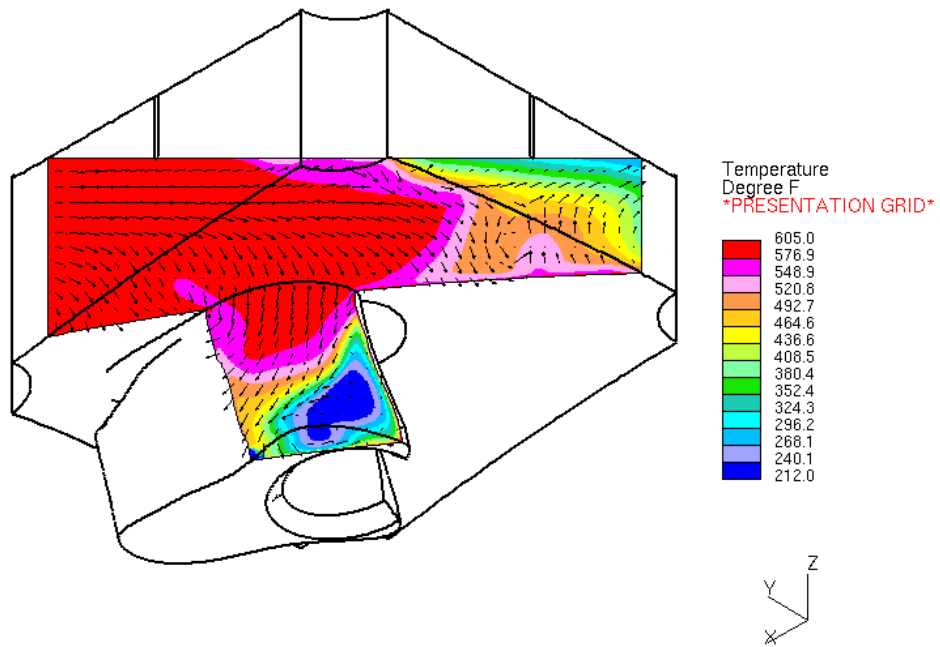 Temperature
Degree F
*PRESENTATION GRID*
605.0
576.9
548.9
520.8
492.7
464.6
436.6
408.5
380.4
352.4
324.3
296.2
268.1
240.1
212.0
Z
Y
X